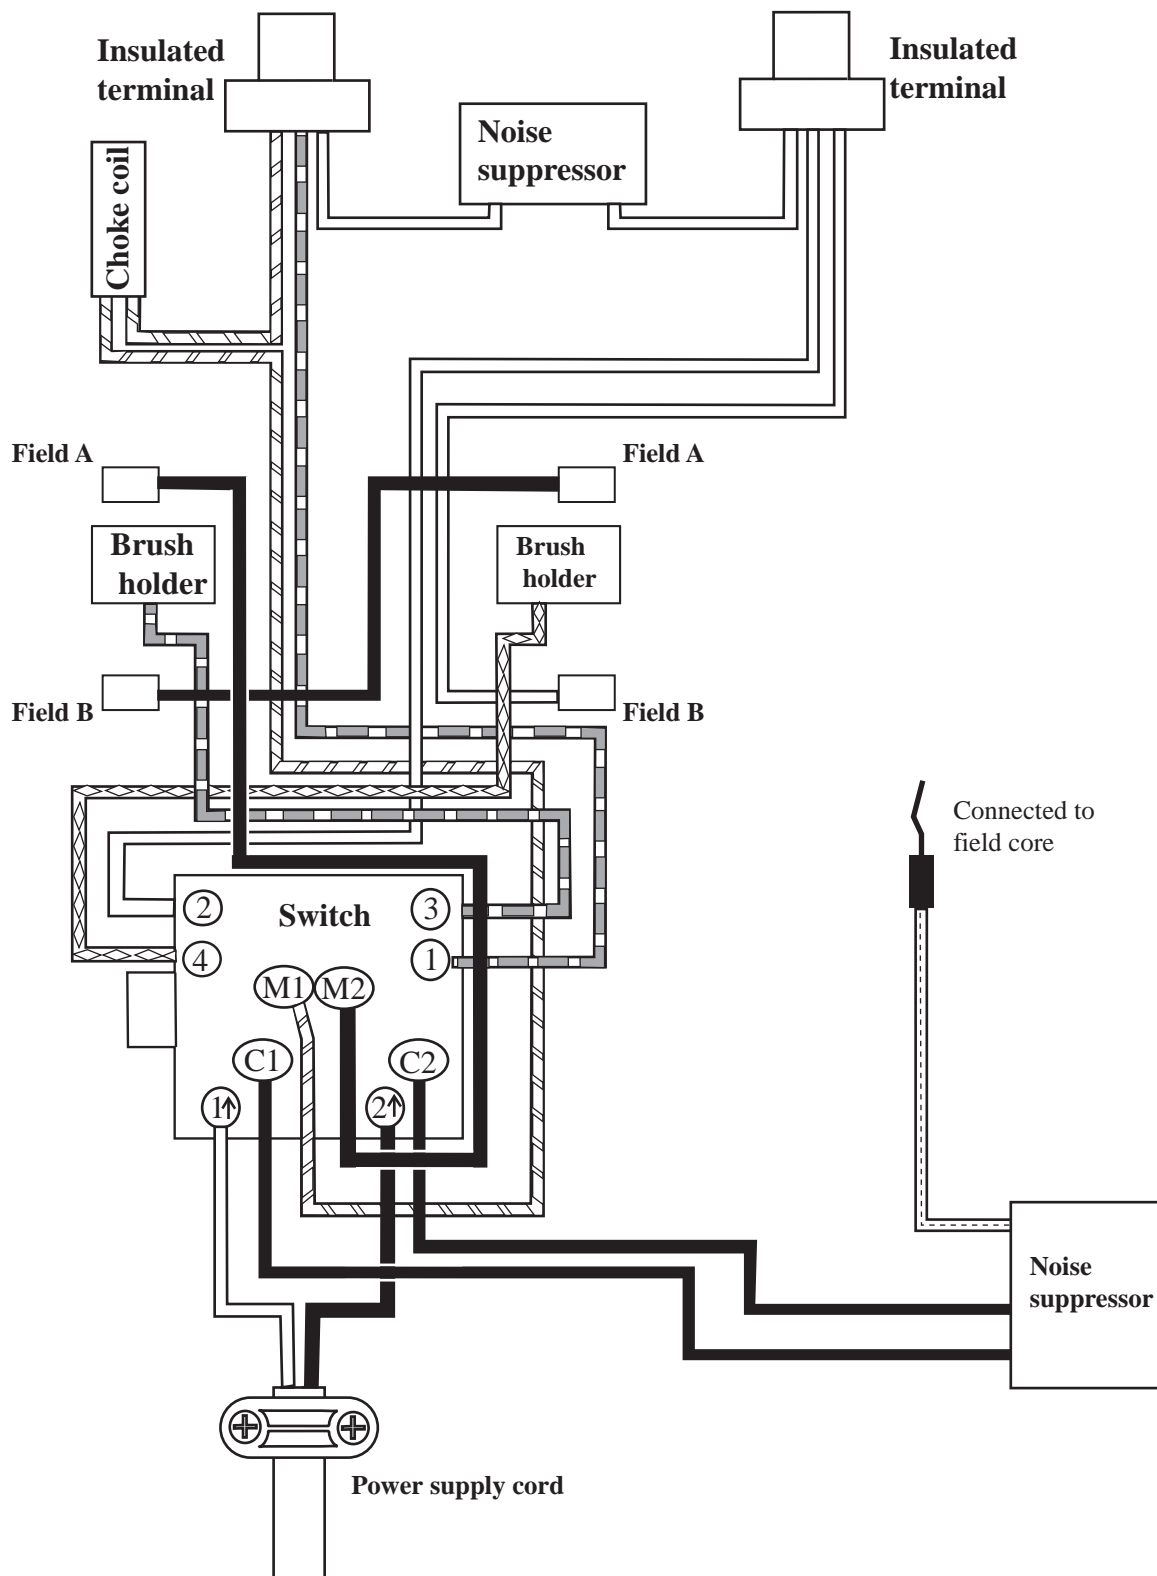 Insulated
terminal
Insulated
terminal
Noise
suppressor
Choke coil
Field A
Field A
Brush
holder
Brush
holder
Field B
Field B
Connected to
field core
2
Switch
3
4
1
M1
M2
C1
C2
1↑
2↑
Noise
suppressor
Power supply cord